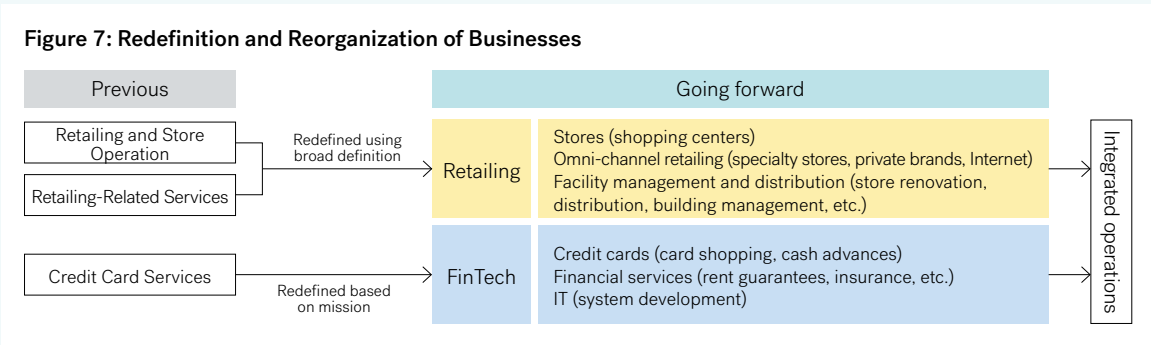 Figure 7: Redefinition and Reorganization of Businesses
Previous
Going forward
Retailing and Store
Operation
Retailing-Related Services
Redefined using
broad definition
Retailing
Stores (shopping centers)
Omni-channel retailing (specialty stores, private brands, Internet)
Facility management and distribution (store renovation,
distribution, building management, etc.)
Credit Card Services
Redefined based
on mission
FinTech
Credit cards (card shopping, cash advances)
Financial services (rent guarantees, insurance, etc.)
IT (system development)
Integrated operations